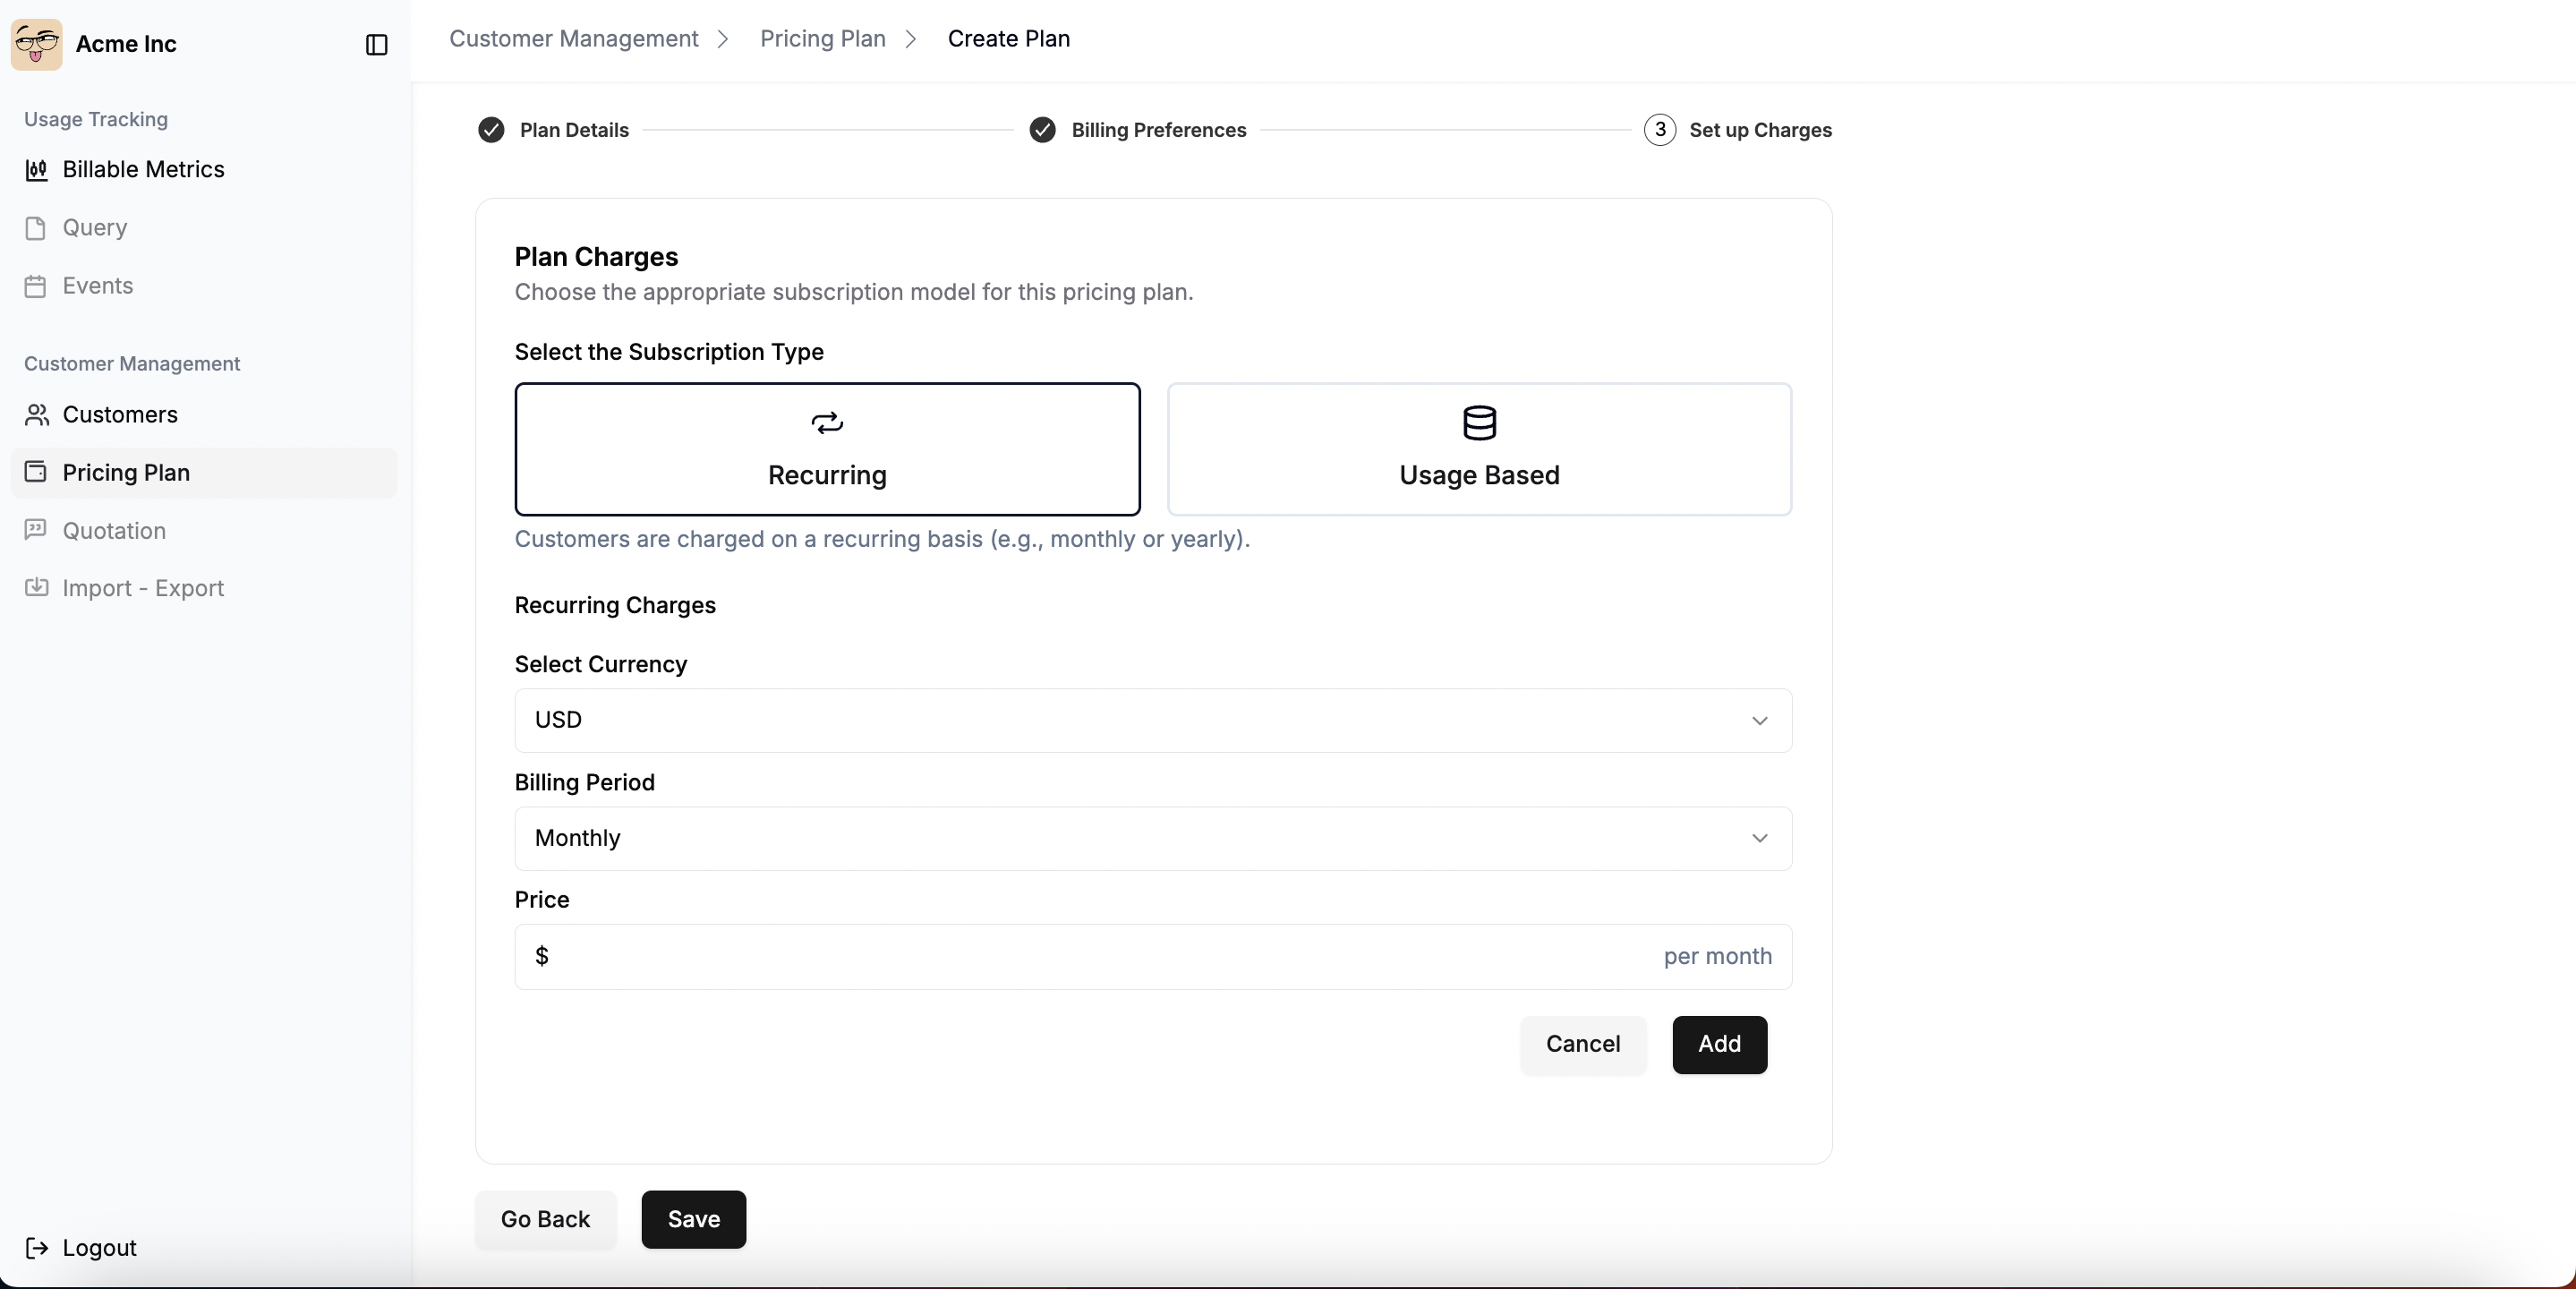 Acme Inc
Customer Management > Pricing Plan > Create Plan
Usage Tracking
Billable Metrics
Query
Events
Customer Management
Customers
Pricing Plan
Quotation
Import - Export
Logout
Plan Details
Billing Preferences
3 Set up Charges
Plan Charges
Choose the appropriate subscription model for this pricing plan.
Select the Subscription Type
Recurring
Usage Based
Customers are charged on a recurring basis (e.g., monthly or yearly).
Recurring Charges
Select Currency
USD
Billing Period
Monthly
Price
$ per month
Cancel
Add
Go Back
Save